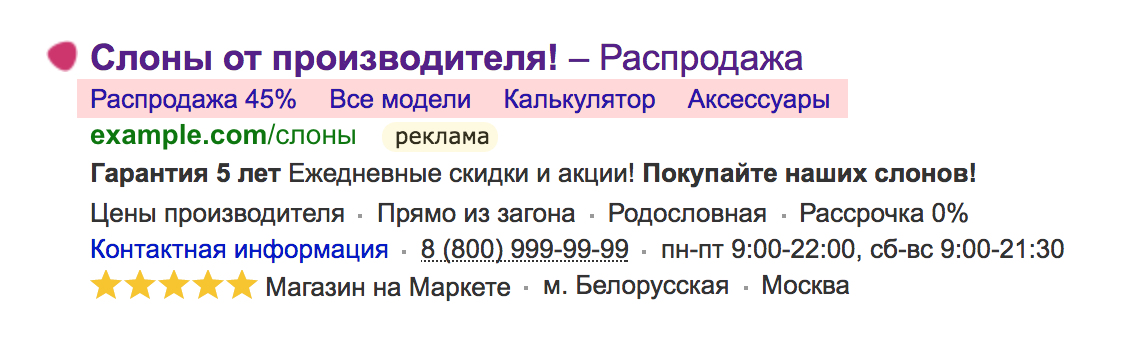 Слоны от производителя! – Распродажа
Распродажа 45% Все модели Калькулятор Аксессуары
example.com/слоны реклама
Гарантия 5 лет Ежедневные скидки и акции! Покупайте наших слонов!
Цены производителя · Прямо из загона · Родословная · Рассрочка 0%
Контактная информация · 8 (800) 999-99-99 · пн-пт 9:00-22:00, сб-вс 9:00-21:30
Магазин на Маркете · м. Белорусская · Москва